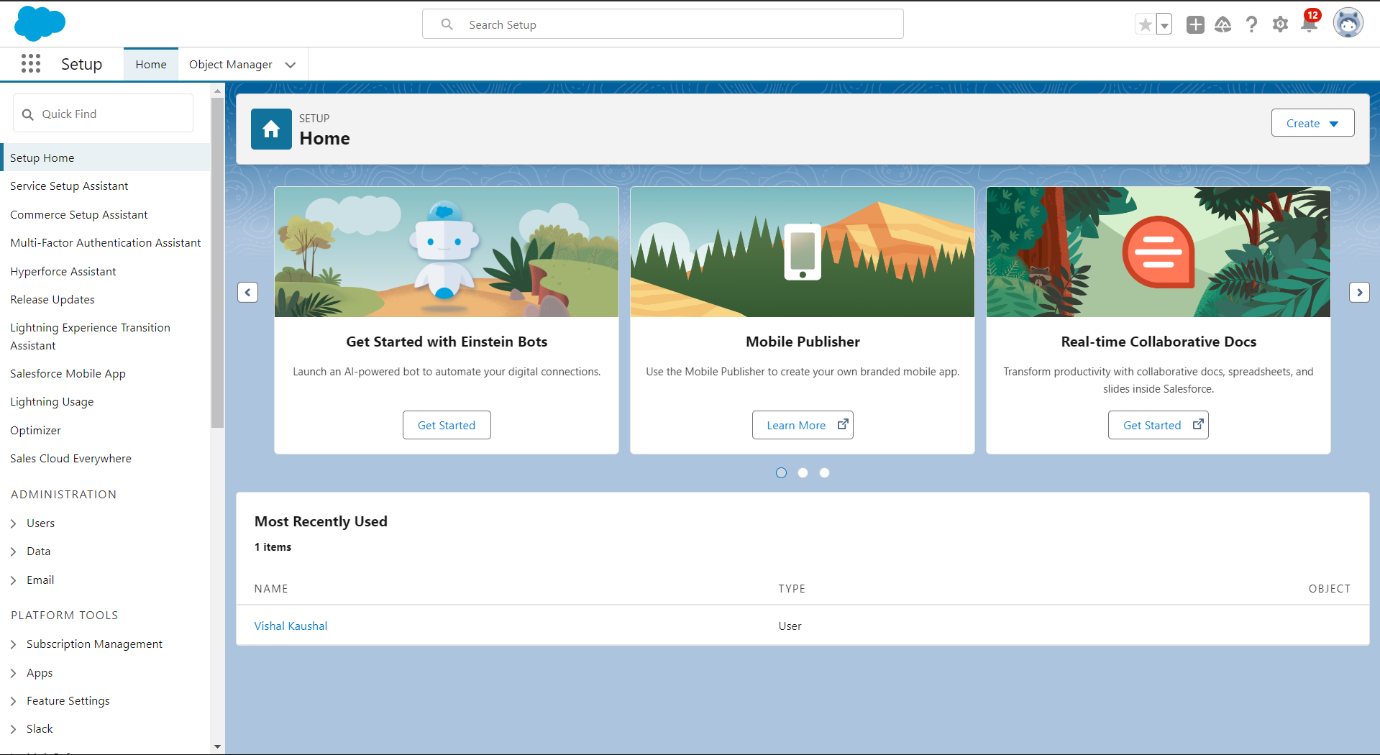 Search Setup
12
Setup
Home
Object Manager
Quick Find
Setup Home
Service Setup Assistant
Commerce Setup Assistant
Multi-Factor Authentication Assistant
Hyperforce Assistant
Release Updates
Lightning Experience Transition
Assistant
Salesforce Mobile App
Lightning Usage
Optimizer
Sales Cloud Everywhere
ADMINISTRATION
Users
Data
Email
PLATFORM TOOLS
Subscription Management
Apps
Feature Settings
Slack
SETUP
Home
Create
Get Started with Einstein Bots
Launch an AI-powered bot to automate your digital connections.
Get Started
Mobile Publisher
Use the Mobile Publisher to create your own branded mobile app.
Learn More
Real-time Collaborative Docs
Transform productivity with collaborative docs, spreadsheets, and
slides inside Salesforce.
Get Started
Most Recently Used
1 items
NAME TYPE OBJECT
Vishal Kaushal User